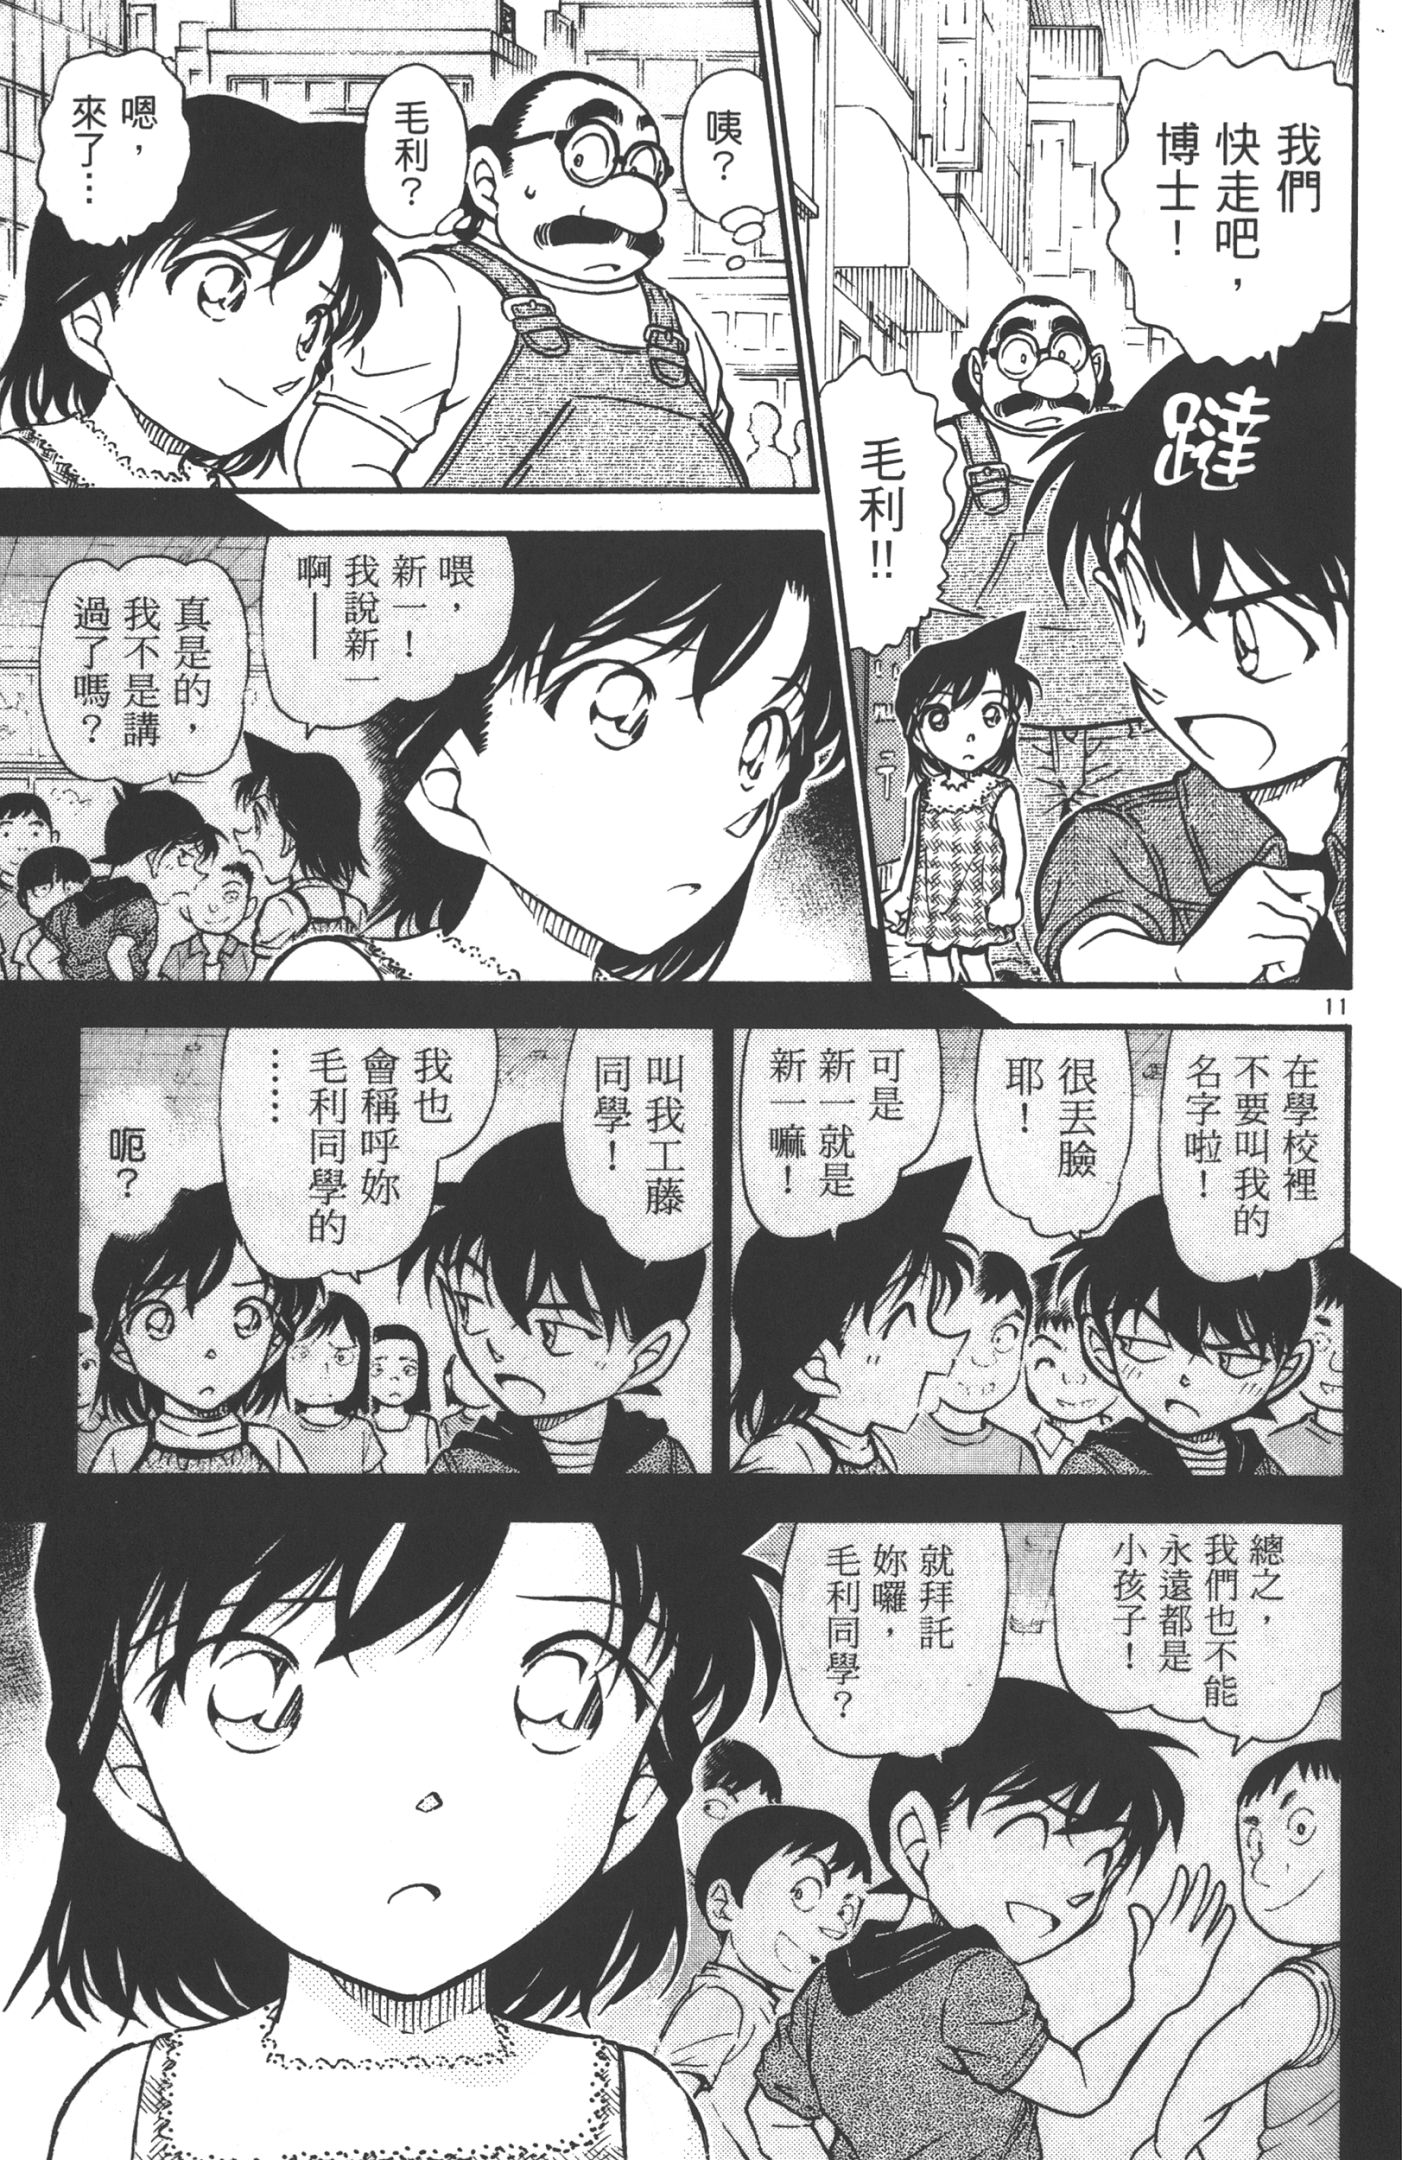 我們
快走吧，
博士！
躂
毛利!!
咦？
毛利？
嗯，
來了…
喂，
新一！
我說新一
啊——
真是的，
我不是講
過了嗎？
11
在學校裡
不要叫我的
名字啦！
很丟臉
耶！
可是
新一就是
新一嘛！
叫我工藤
同學！
我也
會稱呼妳
毛利同學的
……
呃？
總之，
我們也不能
永遠都是
小孩子！
就拜託
妳囉，
毛利同學？